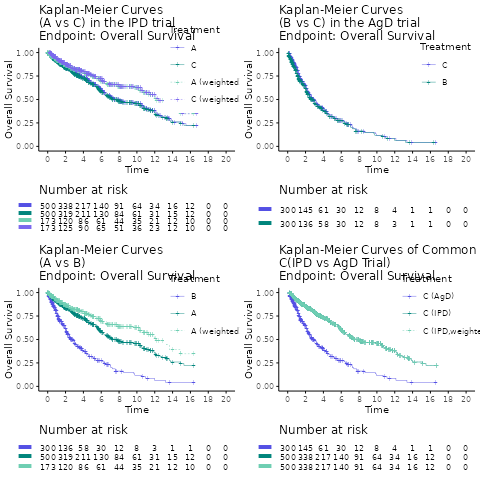 Kaplan-Meier Curves
(A vs C) in the IPD trial
Endpoint: Overall Survival
Treatment
A
C
A (weighted
C (weighted
Overall Survival
1.00
0.75
0.50
0.25
0.00
0 2 4 6 8 10 12 14 16 18 20
Time
Number at risk
500 338 217 140 91 64 34 16 12 0 0
500 319 211 130 84 61 31 15 12 0 0
173 120 86 61 44 35 21 12 10 0 0
173 125 90 65 51 36 23 12 10 0 0
Kaplan-Meier Curves
(B vs C) in the AgD trial
Endpoint: Overall Survival
Treatment
C
B
Overall Survival
1.00
0.75
0.50
0.25
0.00
0 2 4 6 8 10 12 14 16 18 20
Time
Number at risk
300 145 61 30 12 8 4 1 1 0 0
300 136 58 30 12 8 3 1 1 0 0
Kaplan-Meier Curves
(A vs B)
Endpoint: Overall Survival
Treatment
B
A
A (weighted
Overall Survival
1.00
0.75
0.50
0.25
0.00
0 2 4 6 8 10 12 14 16 18 20
Time
Number at risk
300 136 58 30 12 8 3 1 1 0 0
500 319 211 130 84 61 31 15 12 0 0
173 120 86 61 44 35 21 12 10 0 0
Kaplan-Meier Curves of Common
C(IPD vs AgD Trial)
Endpoint: Overall Survival
Treatment
C (AgD)
C (IPD)
C (IPD,weighte
Overall Survival
1.00
0.75
0.50
0.25
0.00
0 2 4 6 8 10 12 14 16 18 20
Time
Number at risk
300 145 61 30 12 8 4 1 1 0 0
500 338 217 140 91 64 34 16 12 0 0
500 338 217 140 91 64 34 16 12 0 0